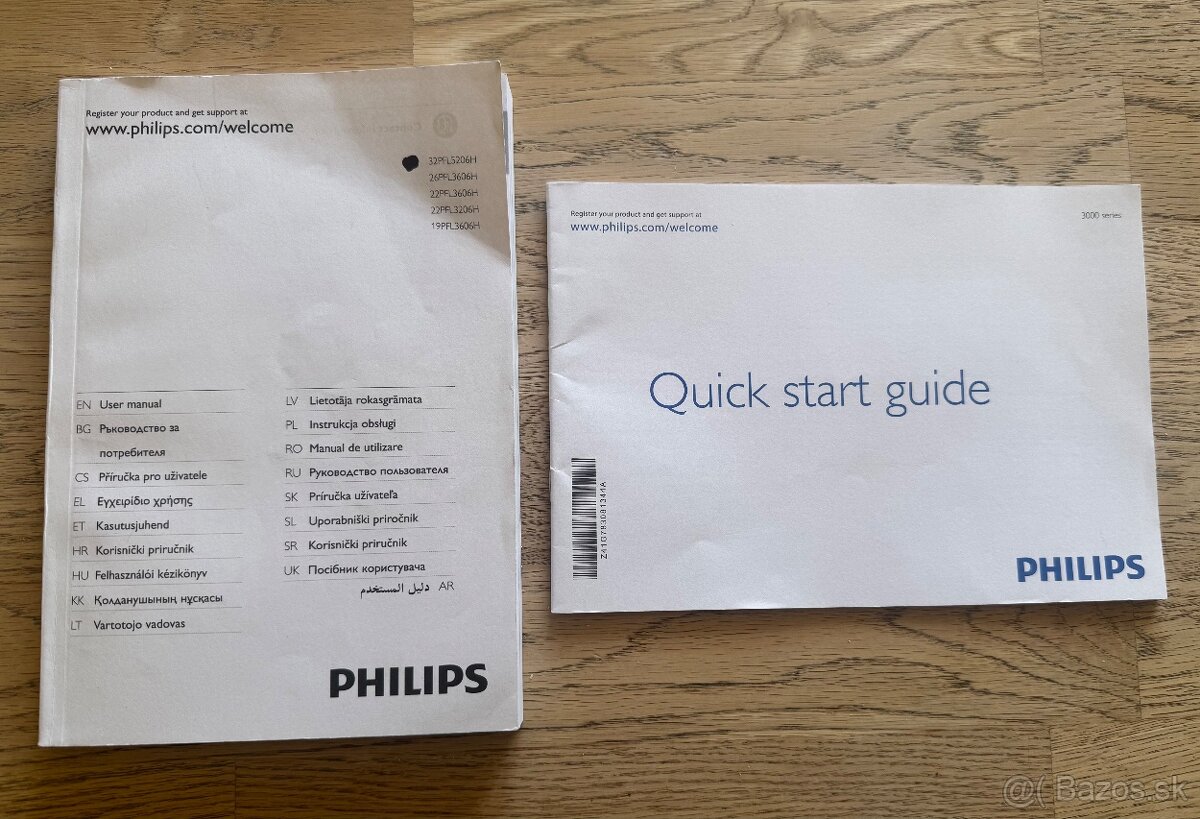 Register your product and get support at
www.philips.com/welcome
32PFL5206H
26PFL3606H
22PFL3606H
22PFL3206H
19PFL3606H
EN User manual
BG Ръководство за
потребителя
CS Příručka pro uživatele
EL Εγχειρίδιο χρήσης
ET Kasutusjuhend
HR Korisnički priručnik
HU Felhasználói kézikönyv
KK Қолданушының нұсқасы
LT Vartotojo vadovas
LV Lietotāja rokasgrāmata
PL Instrukcja obsługi
RO Manual de utilizare
RU Руководство пользователя
SK Príručka užívateľa
SL Uporabniški priročnik
SR Korisnički priručnik
UK Посібник користувача
دليل المستخدم AR
PHILIPS
Register your product and get support at
www.philips.com/welcome
3000 series
Quick start guide
PHILIPS
@( Bazos.sk